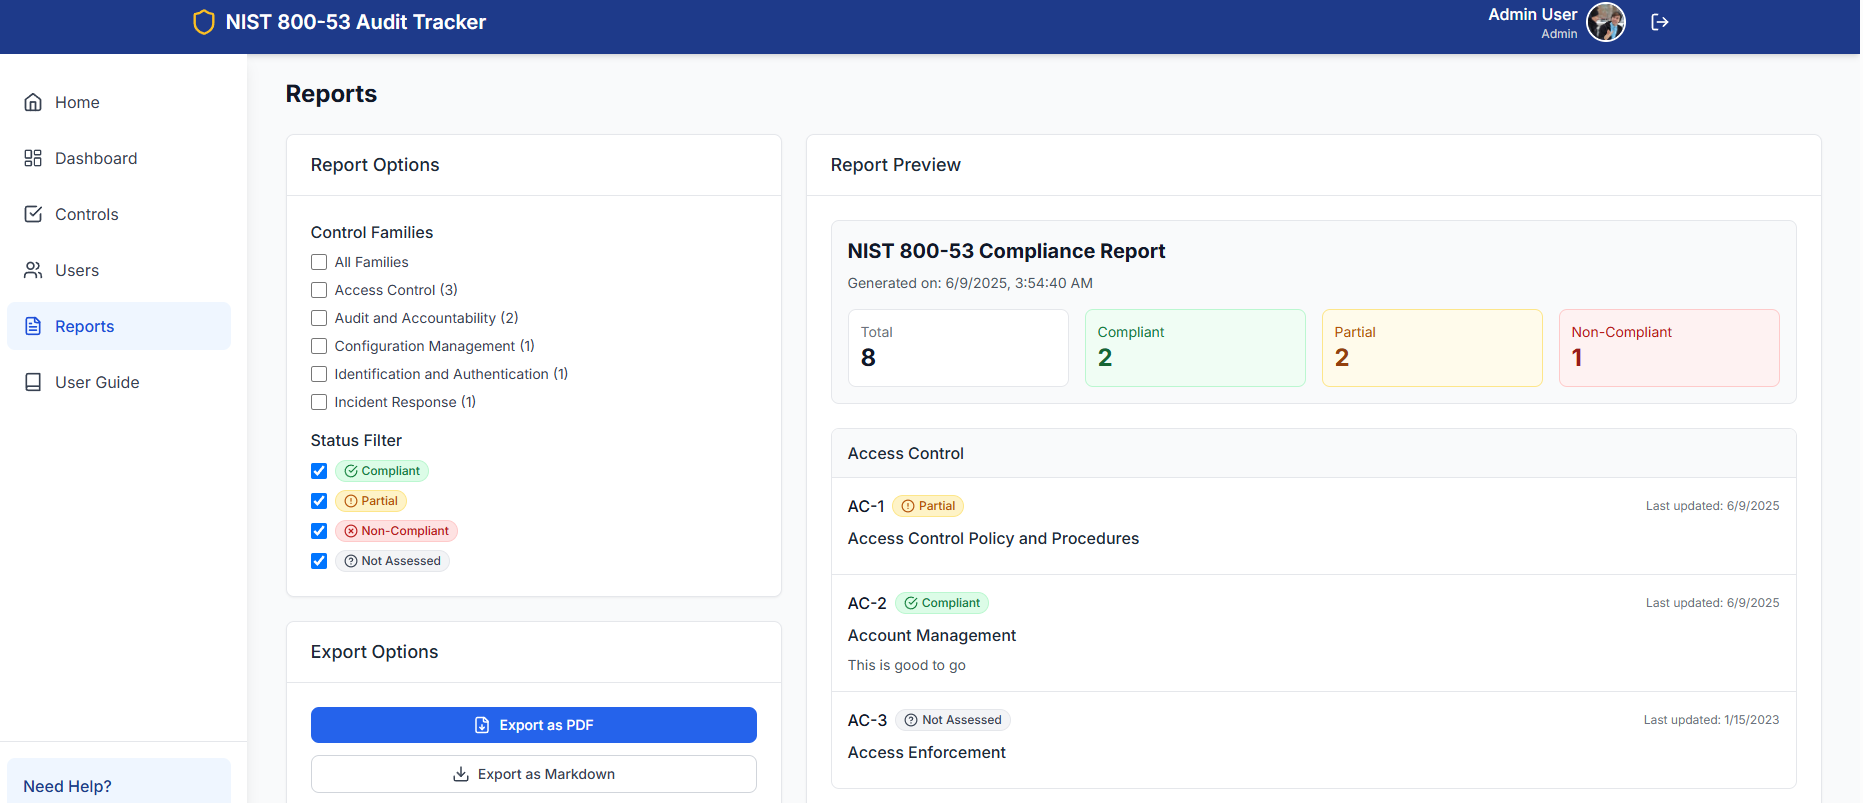 NIST 800-53 Audit Tracker
Admin User
Admin
Home
Dashboard
Controls
Users
Reports
User Guide
Need Help?
Reports
Report Options
Control Families
All Families
Access Control (3)
Audit and Accountability (2)
Configuration Management (1)
Identification and Authentication (1)
Incident Response (1)
Status Filter
Compliant
Partial
Non-Compliant
Not Assessed
Export Options
Export as PDF
Export as Markdown
Report Preview
NIST 800-53 Compliance Report
Generated on: 6/9/2025, 3:54:40 AM
Total
8
Compliant
2
Partial
2
Non-Compliant
1
Access Control
AC-1 Partial Last updated: 6/9/2025
Access Control Policy and Procedures
AC-2 Compliant Last updated: 6/9/2025
Account Management
This is good to go
AC-3 Not Assessed Last updated: 1/15/2023
Access Enforcement